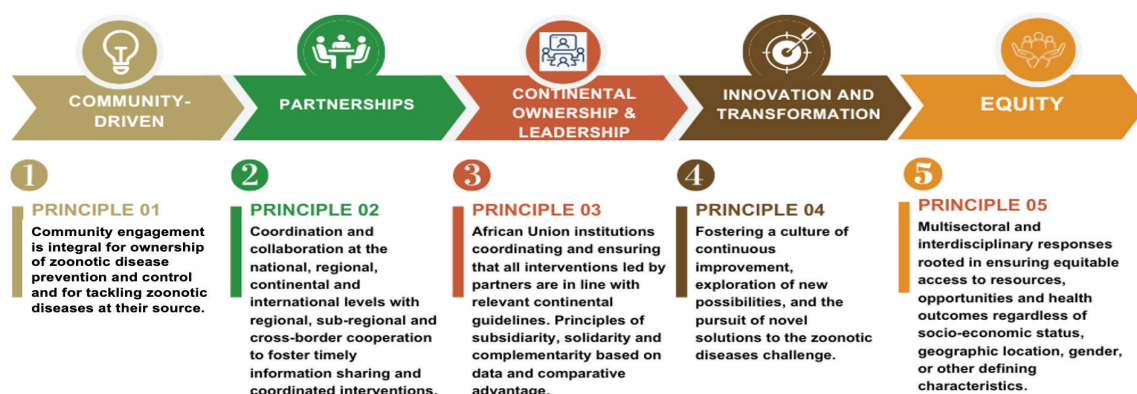 COMMUNITY-
DRIVEN
PARTNERSHIPS
CONTINENTAL
OWNERSHIP &
LEADERSHIP
INNOVATION AND
TRANSFORMATION
EQUITY
1
PRINCIPLE 01
Community engagement
is integral for ownership
of zoonotic disease
prevention and control
and for tackling zoonotic
diseases at their source.
2
PRINCIPLE 02
Coordination and
collaboration at the
national, regional,
continental and
international levels with
regional, sub-regional and
cross-border cooperation
to foster timely
information sharing and
coordinated interventions.
3
PRINCIPLE 03
African Union institutions
coordinating and ensuring
that all interventions led by
partners are in line with
relevant continental
guidelines. Principles of
subsidiarity, solidarity and
complementarity based on
data and comparative
advantage.
4
PRINCIPLE 04
Fostering a culture of
continuous
improvement,
exploration of new
possibilities, and the
pursuit of novel
solutions to the zoonotic
diseases challenge.
5
PRINCIPLE 05
Multisectoral and
interdisciplinary responses
rooted in ensuring equitable
access to resources,
opportunities and health
outcomes regardless of
socio-economic status,
geographic location, gender,
or other defining
characteristics.